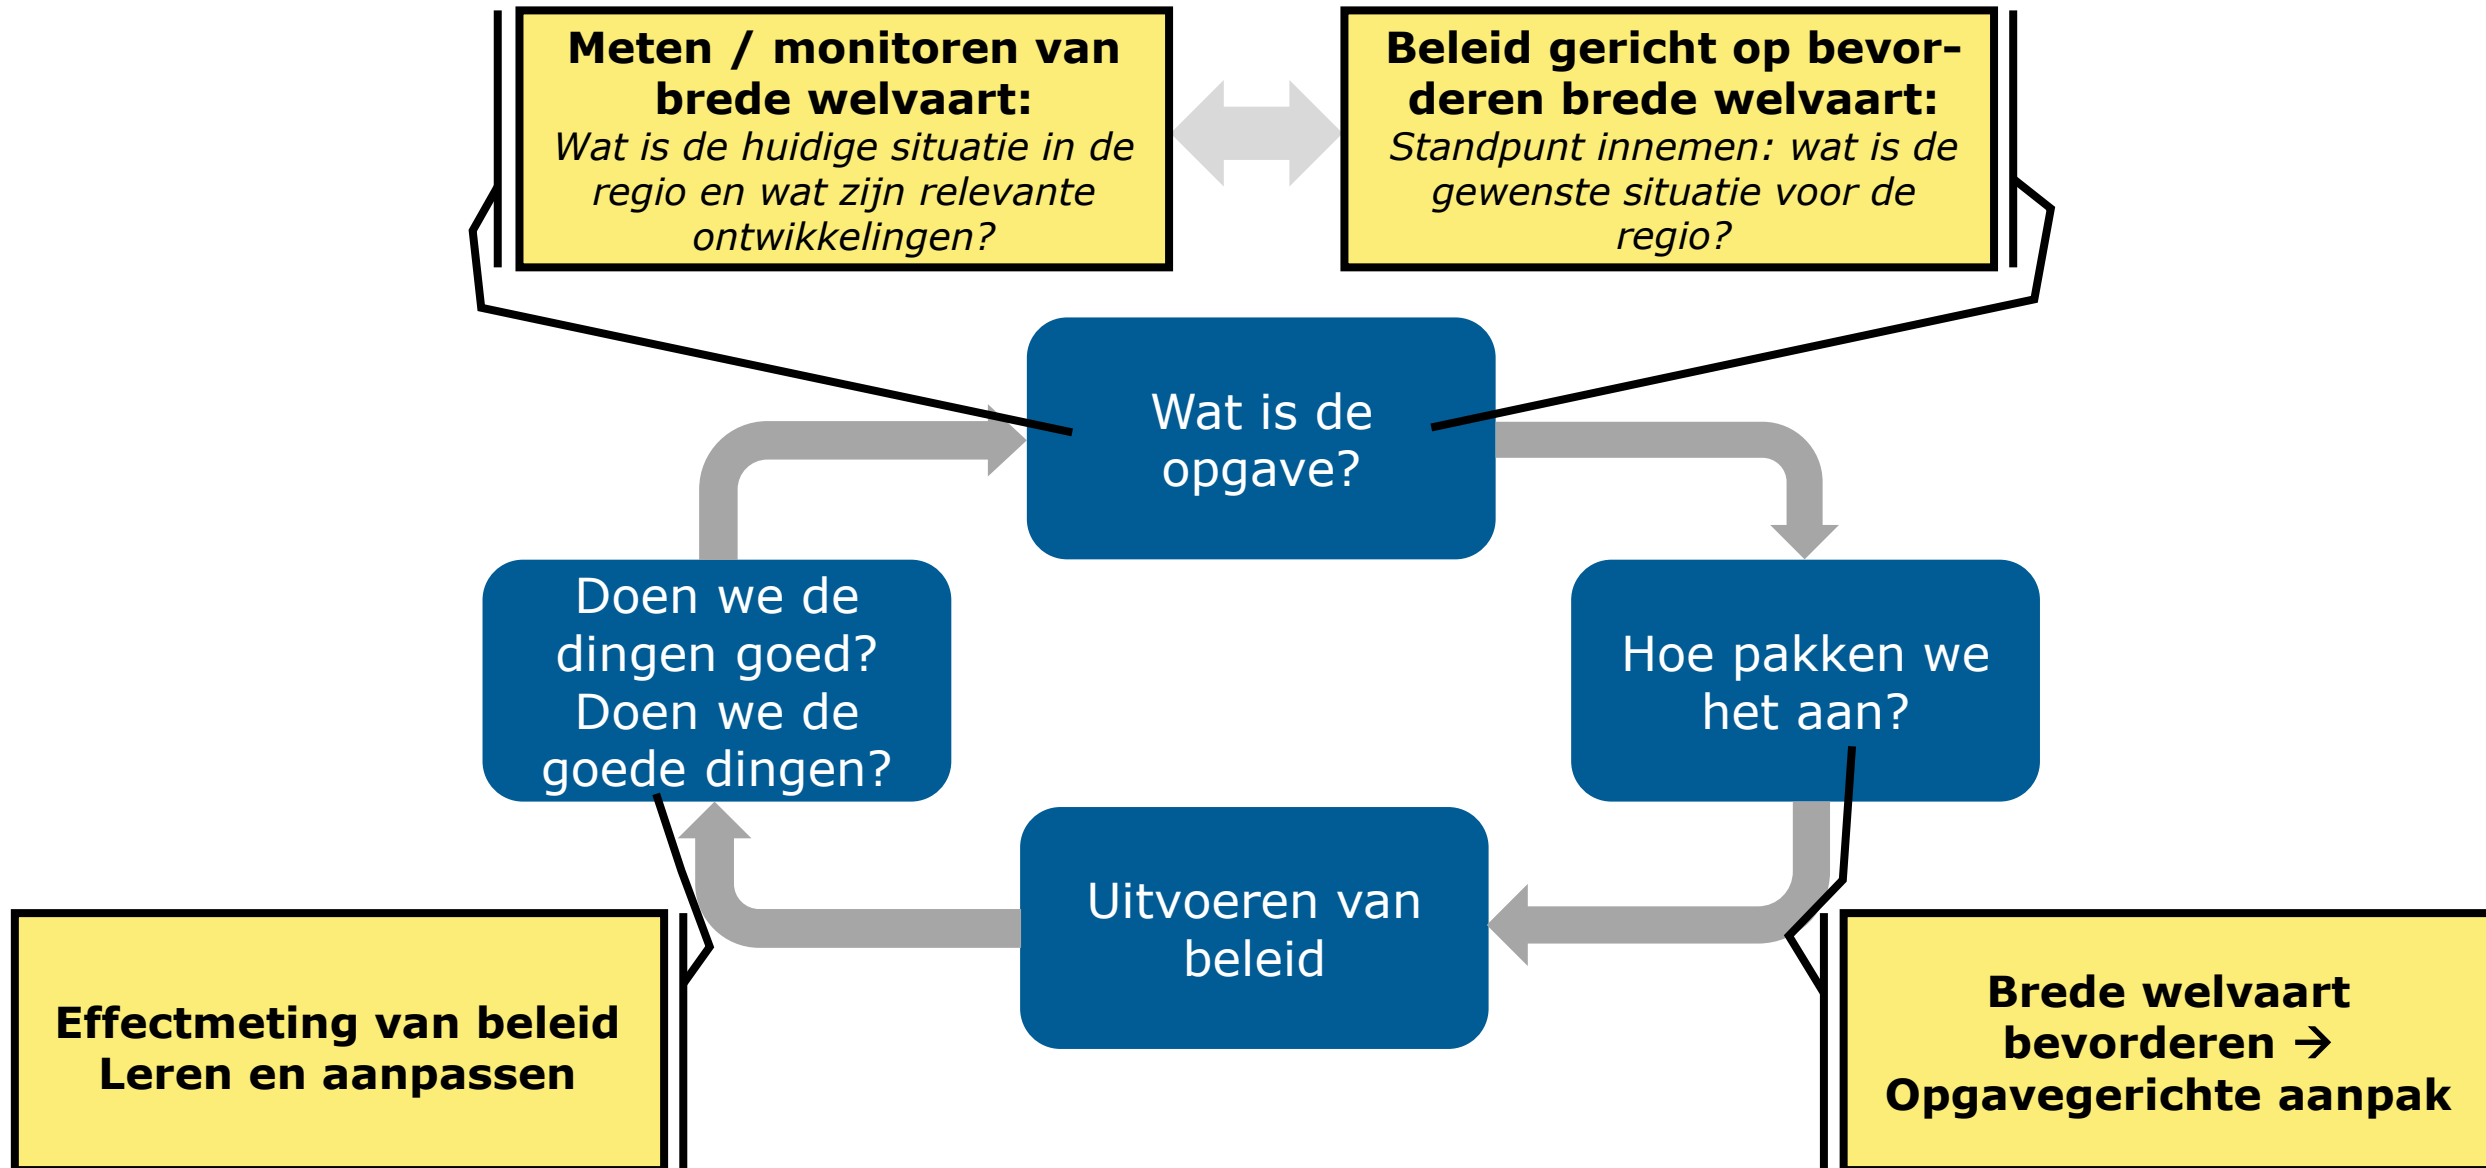 Meten / monitoren van
brede welvaart:
Wat is de huidige situatie in de
regio en wat zijn relevante
ontwikkelingen?
Beleid gericht op bevor-
deren brede welvaart:
Standpunt innemen: wat is de
gewenste situatie voor de
regio?
Wat is de
opgave?
Doen we de
dingen goed?
Doen we de
goede dingen?
Hoe pakken we
het aan?
Uitvoeren van
beleid
Effectmeting van beleid
Leren en aanpassen
Brede welvaart
bevorderen →
Opgavegerichte aanpak